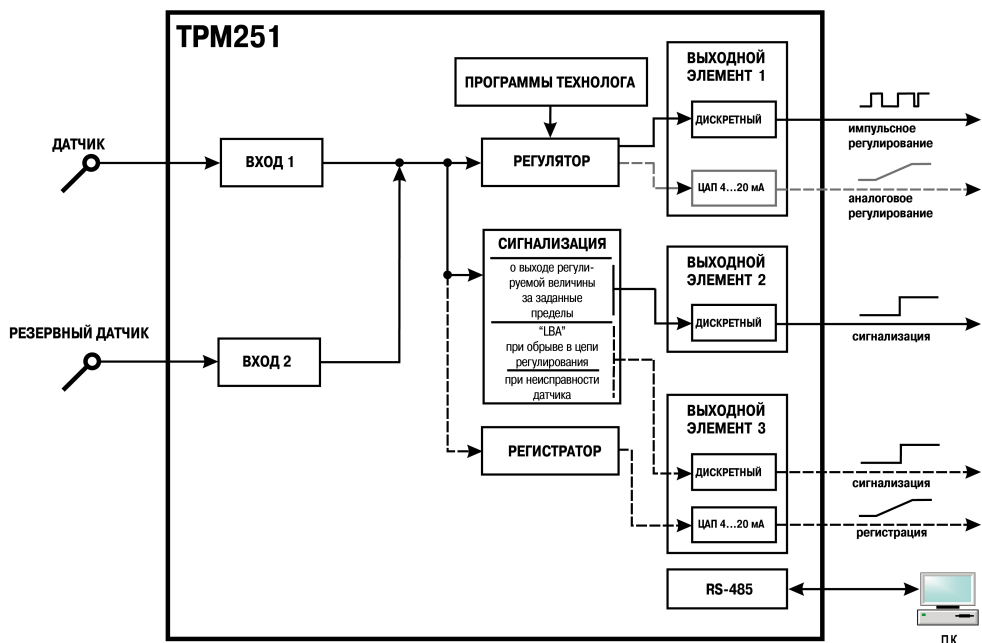 ТРМ251
ВЫХОДНОЙ
ЭЛЕМЕНТ 1
ПРОГРАММЫ ТЕХНОЛОГА
ДИСКРЕТНЫЙ
импульсное
регулирование
ДАТЧИК
ВХОД 1
РЕГУЛЯТОР
ЦАП 4...20 мА
аналоговое
регулирование
СИГНАЛИЗАЦИЯ
о выходе регули-
руемой величины
за заданные
пределы
"LBA"
при обрыве в цепи
регулирования
при неисправности
датчика
ВЫХОДНОЙ
ЭЛЕМЕНТ 2
ДИСКРЕТНЫЙ
сигнализация
РЕЗЕРВНЫЙ ДАТЧИК
ВХОД 2
ВЫХОДНОЙ
ЭЛЕМЕНТ 3
РЕГИСТРАТОР
ДИСКРЕТНЫЙ
сигнализация
ЦАП 4...20 мА
регистрация
RS-485
ПК